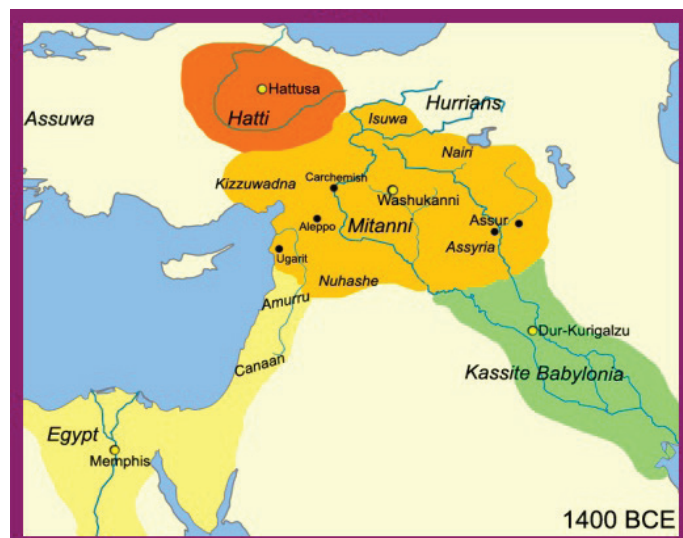 Hattusa
Hatti
Assuwa
Hurrians
Isuwa
Nairi
Kizzuwadna
Carchemish
Washukanni
Aleppo
Mitanni
Assur
Assyria
Ugarit
Nuhashe
Amurru
Dur-Kurigalzu
Canaan
Kassite Babylonia
Egypt
Memphis
1400 BCE